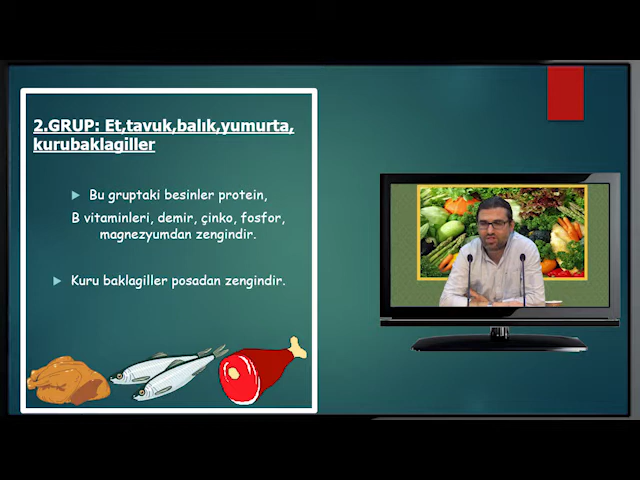 2.GRUP: Et,tavuk,balık,yumurta,
kurubaklagiller
Bu gruptaki besinler protein,
B vitaminleri, demir, çinko, fosfor,
magnezyumdan zengindir.
Kuru baklagiller posadan zengindir.